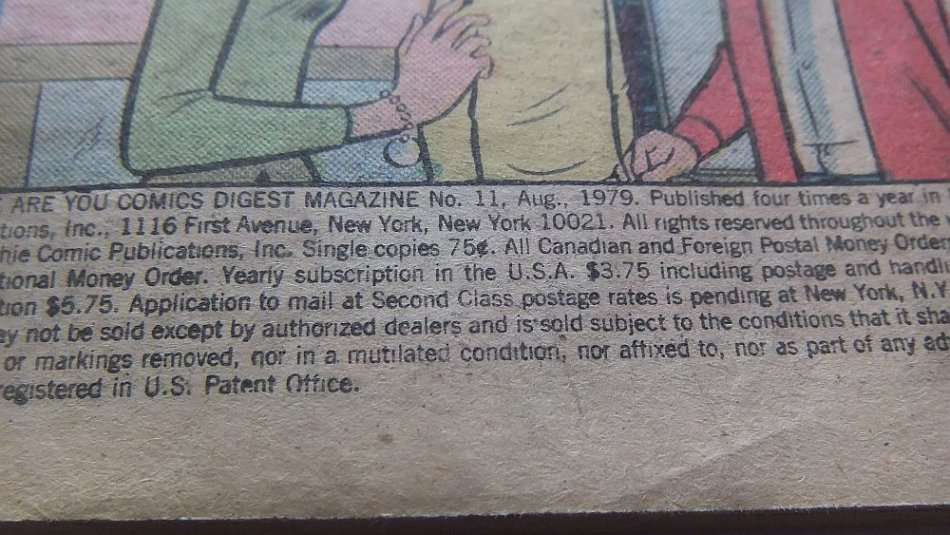 ARE YOU COMICS DIGEST MAGAZINE No. 11, Aug., 1979. Published four times a year in
tions, Inc., 1116 First Avenue, New York, New York 10021. All rights reserved throughout the
hie Comic Publications, Inc. Single copies 75¢. All Canadian and Foreign Postal Money Order
tional Money Order. Yearly subscription in the U.S.A. $3.75 including postage and handli
tion $5.75. Application to mail at Second Class postage rates is pending at New York, N.Y
ay not be sold except by authorized dealers and is sold subject to the conditions that it sha
or markings removed, nor in a mutilated condition, nor affixed to, nor as part of any ad
egistered in U.S. Patent Office.